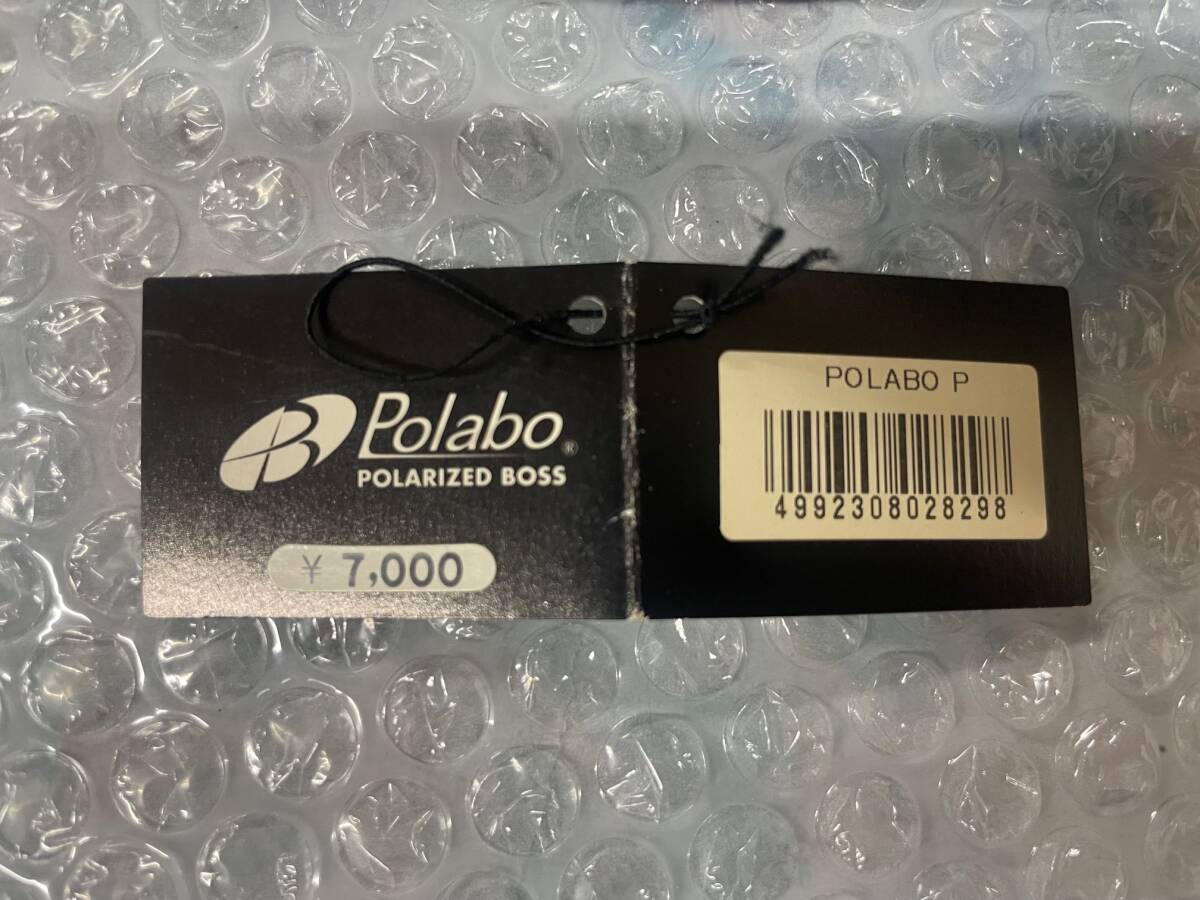 Polabo®
POLARIZED BOSS
¥ 7,000
POLABO P
4992308028298